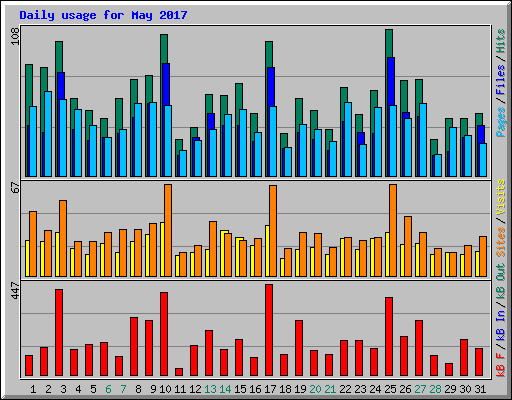 Daily usage for May 2017
108
Pages / Files / Hits
67
Sites / Visits
447
kB F / kB In / kB Out
1 2 3 4 5 6 7 8 9 10 11 12 13 14 15 16 17 18 19 20 21 22 23 24 25 26 27 28 29 30 31